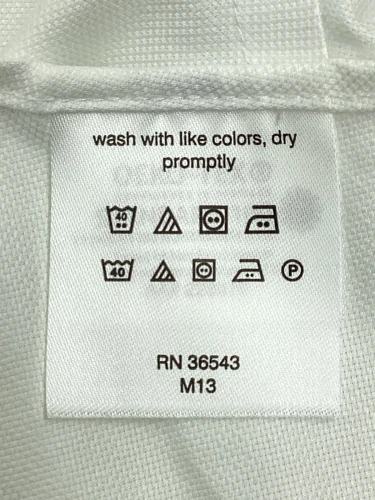 wash with like colors, dry
promptly
40
40 P
RN 36543
M13